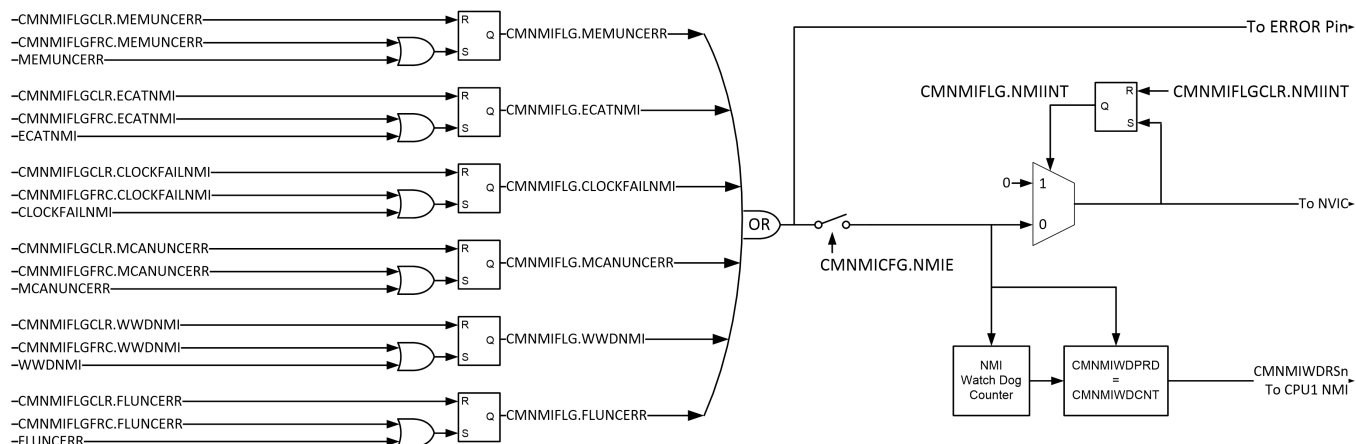 CMNMIFLGCLR.MEMUNCERR
CMNMIFLGFRC.MEMUNCERR
MEMUNCERR
R
S
Q
CMNMIFLG.MEMUNCERR
CMNMIFLGCLR.ECATNMI
CMNMIFLGFRC.ECATNMI
ECATNMI
R
S
Q
CMNMIFLG.ECATNMI
CMNMIFLGCLR.CLOCKFAILNMI
CMNMIFLGFRC.CLOCKFAILNMI
CLOCKFAILNMI
R
S
Q
CMNMIFLG.CLOCKFAILNMI
CMNMIFLGCLR.MCANUNCERR
CMNMIFLGFRC.MCANUNCERR
MCANUNCERR
R
S
Q
CMNMIFLG.MCANUNCERR
CMNMIFLGCLR.WWDNMI
CMNMIFLGFRC.WWDNMI
WWDNMI
R
S
Q
CMNMIFLG.WWDNMI
CMNMIFLGCLR.FLUNCERR
CMNMIFLGFRC.FLUNCERR
FLUNCERR
R
S
Q
CMNMIFLG.FLUNCERR
OR
CMNMICFG.NMIE
To ERROR Pin
CMNMIFLG.NMIINT
Q
R
S
CMNMIFLGCLR.NMIINT
0
1
0
To NVIC
NMI
Watch Dog
Counter
CMNMIWDPRD
=
CMNMIWDCNT
CMNMIWDRSn
To CPU1 NMI